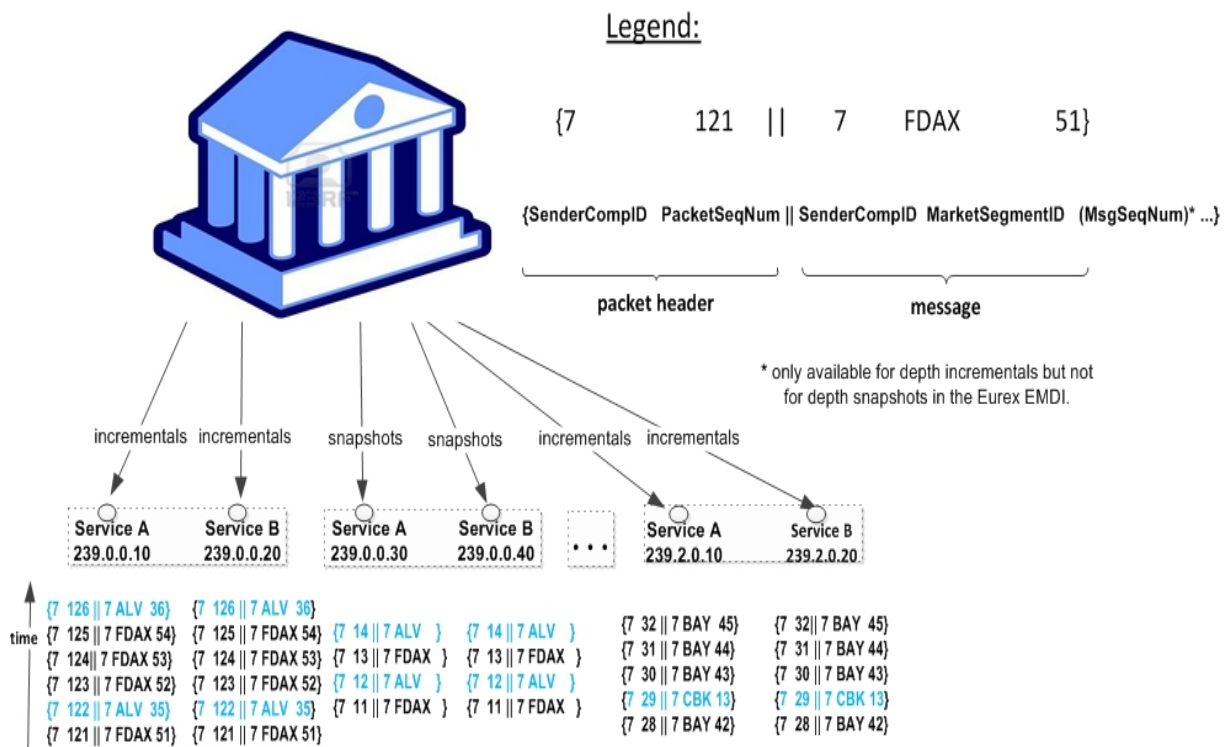 Legend:
{7 121 || 7 FDAX 51}
{SenderCompID PacketSeqNum || SenderCompID MarketSegmentID (MsgSeqNum)* ...}
packet header message
* only available for depth incrementals but not
for depth snapshots in the Eurex EMDI.
incrementals incrementals snapshots snapshots incrementals incrementals
Service A Service B Service A Service B Service A Service B
239.0.0.10 239.0.0.20 239.0.0.30 239.0.0.40 ... 239.2.0.10 239.2.0.20
time
{7 126 || 7 ALV 36} {7 126 || 7 ALV 36}
{7 125 || 7 FDAX 54} {7 125 || 7 FDAX 54} {7 14 || 7 ALV } {7 14 || 7 ALV } {7 32 || 7 BAY 45} {7 32|| 7 BAY 45}
{7 124|| 7 FDAX 53} {7 124 || 7 FDAX 53} {7 13 || 7 FDAX } {7 13 || 7 FDAX } {7 31 || 7 BAY 44} {7 31 || 7 BAY 44}
{7 123 || 7 FDAX 52} {7 123 || 7 FDAX 52} {7 12 || 7 ALV } {7 12 || 7 ALV } {7 30 || 7 BAY 43} {7 30 || 7 BAY 43}
{7 122 || 7 ALV 35} {7 122 || 7 ALV 35} {7 11 || 7 FDAX } {7 11 || 7 FDAX } {7 29 || 7 CBK 13} {7 29 || 7 CBK 13}
{7 121 || 7 FDAX 51} {7 121 || 7 FDAX 51} {7 28 || 7 BAY 42} {7 28 || 7 BAY 42}